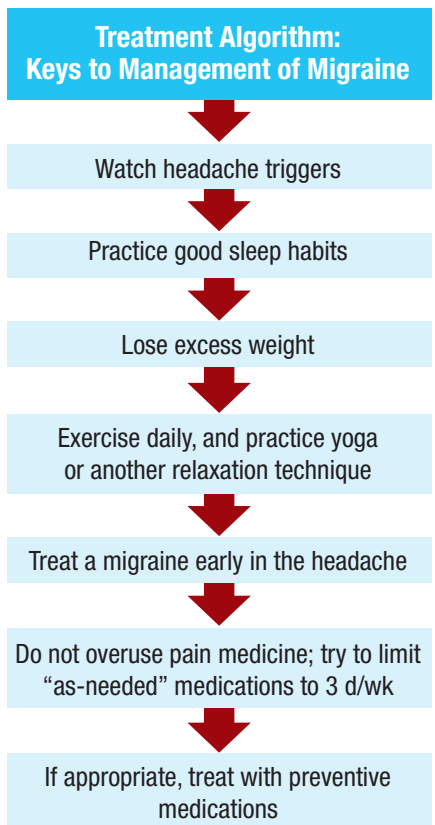 Treatment Algorithm:
Keys to Management of Migraine
Watch headache triggers
Practice good sleep habits
Lose excess weight
Exercise daily, and practice yoga
or another relaxation technique
Treat a migraine early in the headache
Do not overuse pain medicine; try to limit
“as-needed” medications to 3 d/wk
If appropriate, treat with preventive
medications